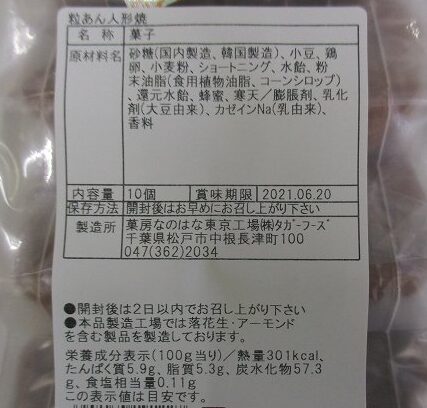 粒あん人形焼
名 称 菓子
原材料名 砂糖(国内製造、韓国製造)、小豆、鶏
卵、小麦粉、ショートニング、水飴、粉
末油脂(食用植物油脂、コーンシロップ)
、還元水飴、蜂蜜、寒天/膨脹剤、乳化
剤(大豆由来)、カゼインNa(乳由来)、
香料
内容量 10個 賞味期限 2021.06.20
保存方法 開封後はお早めにお召し上がり下さい
製造所 菓房なのはな東京工場㈱タガーフーズ
千葉県松戸市中根長津町100
047(362)2034
●開封後は2日以内でお召し上がり下さい
●本品製造工場では落花生・アーモンド
を含む製品を製造しております。
栄養成分表示(100g当り)/熱量301kcal、
たんぱく質5.9g、脂質5.3g、炭水化物57.3
g、食塩相当量0.11g
この表示値は目安です。